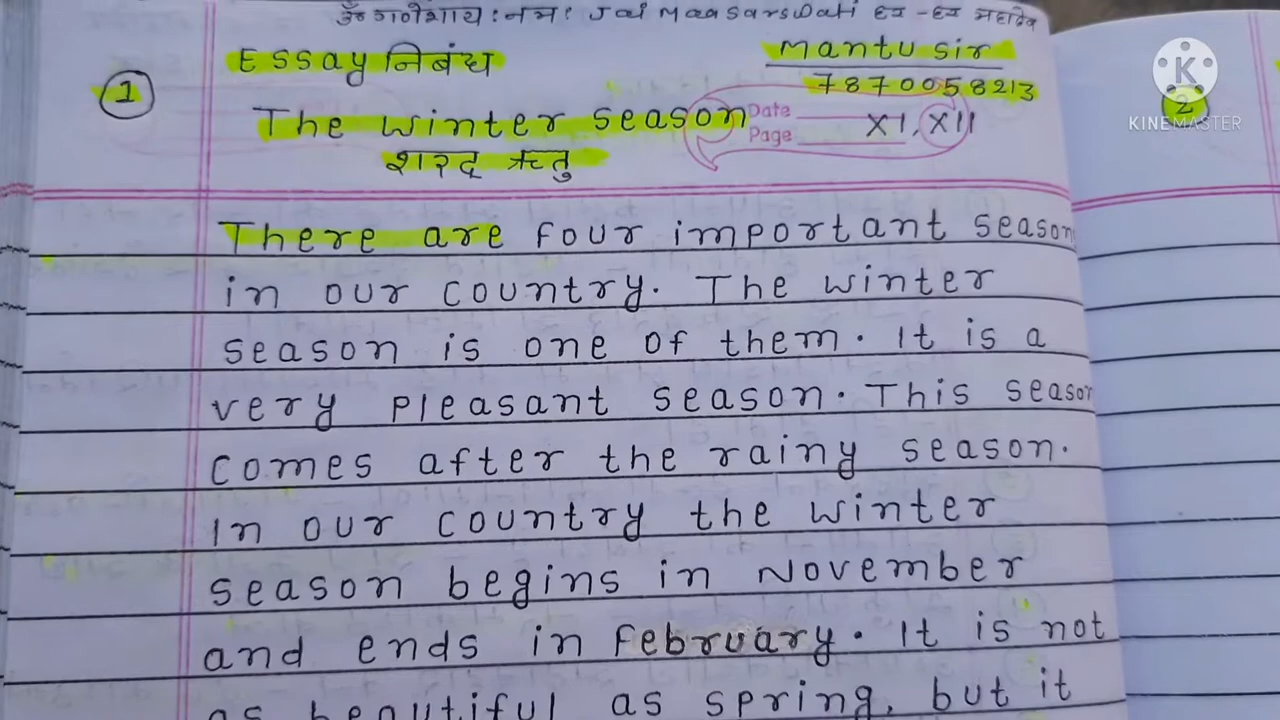 ॐ गणेशाय: नम: Jai Maa Sarswati हर-हर महादेव
Essay निबंध
Mantu sir
7870058213
1
The winter season
Date
Page
XI, XII
शरद् ऋतु
2
KINEMASTER
There are four important season
in our country. The winter
season is one of them. It is a
very pleasant season. This season
comes after the rainy season.
In our country the winter
season begins in November
and ends in February. It is not
as beautiful as spring, but it